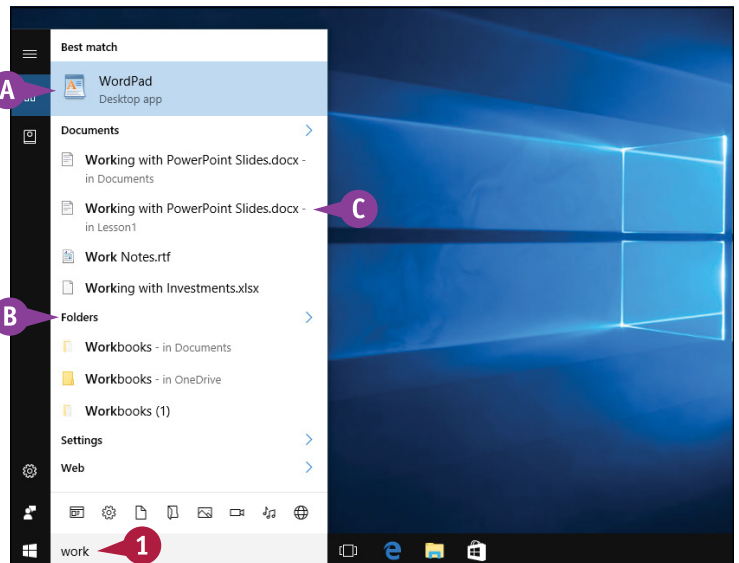 Best match
WordPad
A
Desktop app
Documents
Working with PowerPoint Slides.docx -
in Documents
Working with PowerPoint Slides.docx -
C
in Lesson1
Work Notes.rtf
Working with Investments.xlsx
B
Folders
Workbooks - in Documents
Workbooks - in OneDrive
Workbooks (1)
Settings
Web
work
1